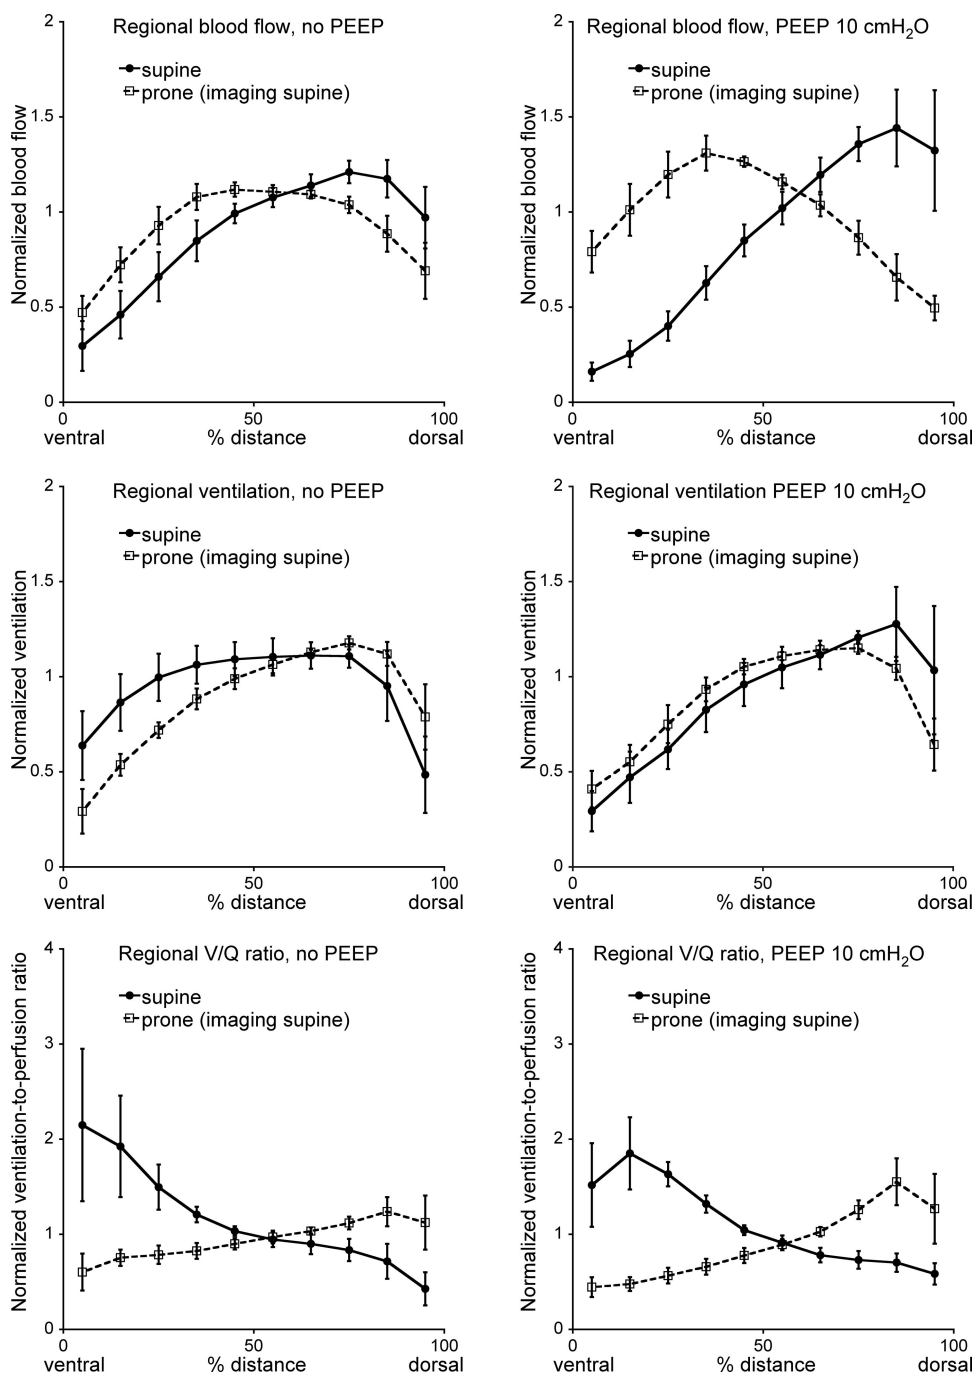 Regional blood flow, no PEEP
supine
prone (imaging supine)
Normalized blood flow
2
1.5
1
0.5
0
0
50
100
ventral
% distance
dorsal
Regional blood flow, PEEP 10 cmH₂O
supine
prone (imaging supine)
Normalized blood flow
2
1.5
1
0.5
0
0
50
100
ventral
% distance
dorsal
Regional ventilation, no PEEP
supine
prone (imaging supine)
Normalized ventilation
2
1.5
1
0.5
0
0
50
100
ventral
% distance
dorsal
Regional ventilation PEEP 10 cmH₂O
supine
prone (imaging supine)
Normalized ventilation
2
1.5
1
0.5
0
0
50
100
ventral
% distance
dorsal
Regional V/Q ratio, no PEEP
supine
prone (imaging supine)
Normalized ventilation-to-perfusion ratio
4
3
2
1
0
0
50
100
ventral
% distance
dorsal
Regional V/Q ratio, PEEP 10 cmH₂O
supine
prone (imaging supine)
Normalized ventilation-to-perfusion ratio
4
3
2
1
0
0
50
100
ventral
% distance
dorsal